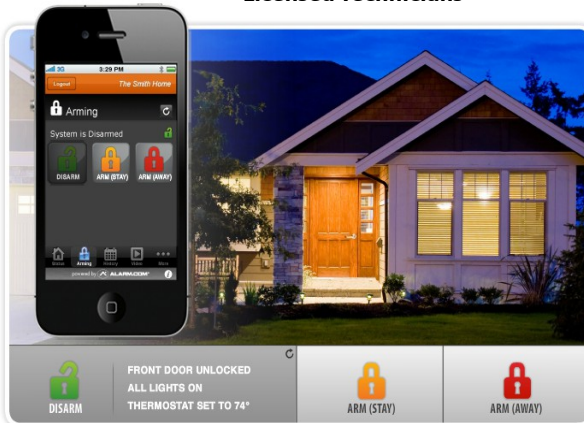 Licensed Technicians
3G 3:29 PM
Logout The Smith Home
Arming
System is Disarmed
DISARM ARM (STAY) ARM (AWAY)
Status Arming History Video More
powered by ALARM.COM
DISARM
FRONT DOOR UNLOCKED
ALL LIGHTS ON
THERMOSTAT SET TO 74°
ARM (STAY)
ARM (AWAY)